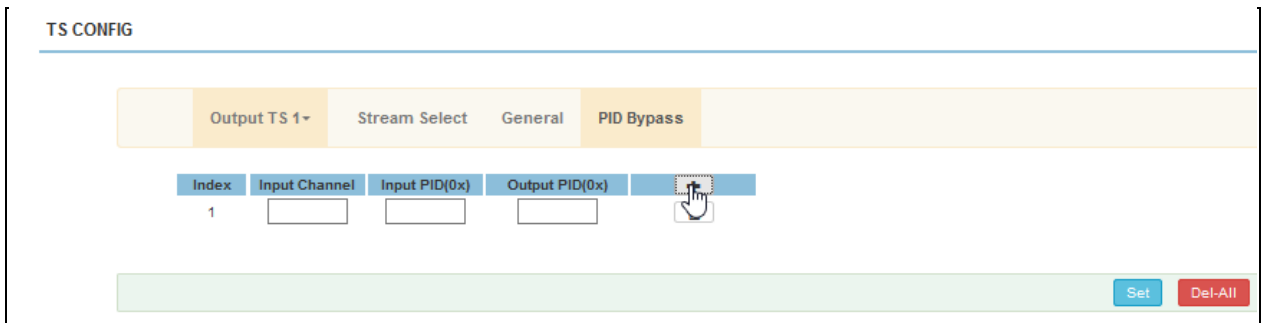 TS CONFIG
Output TS 1 Stream Select General PID Bypass
Index Input Channel Input PID(0x) Output PID(0x)
1
Set Del-All